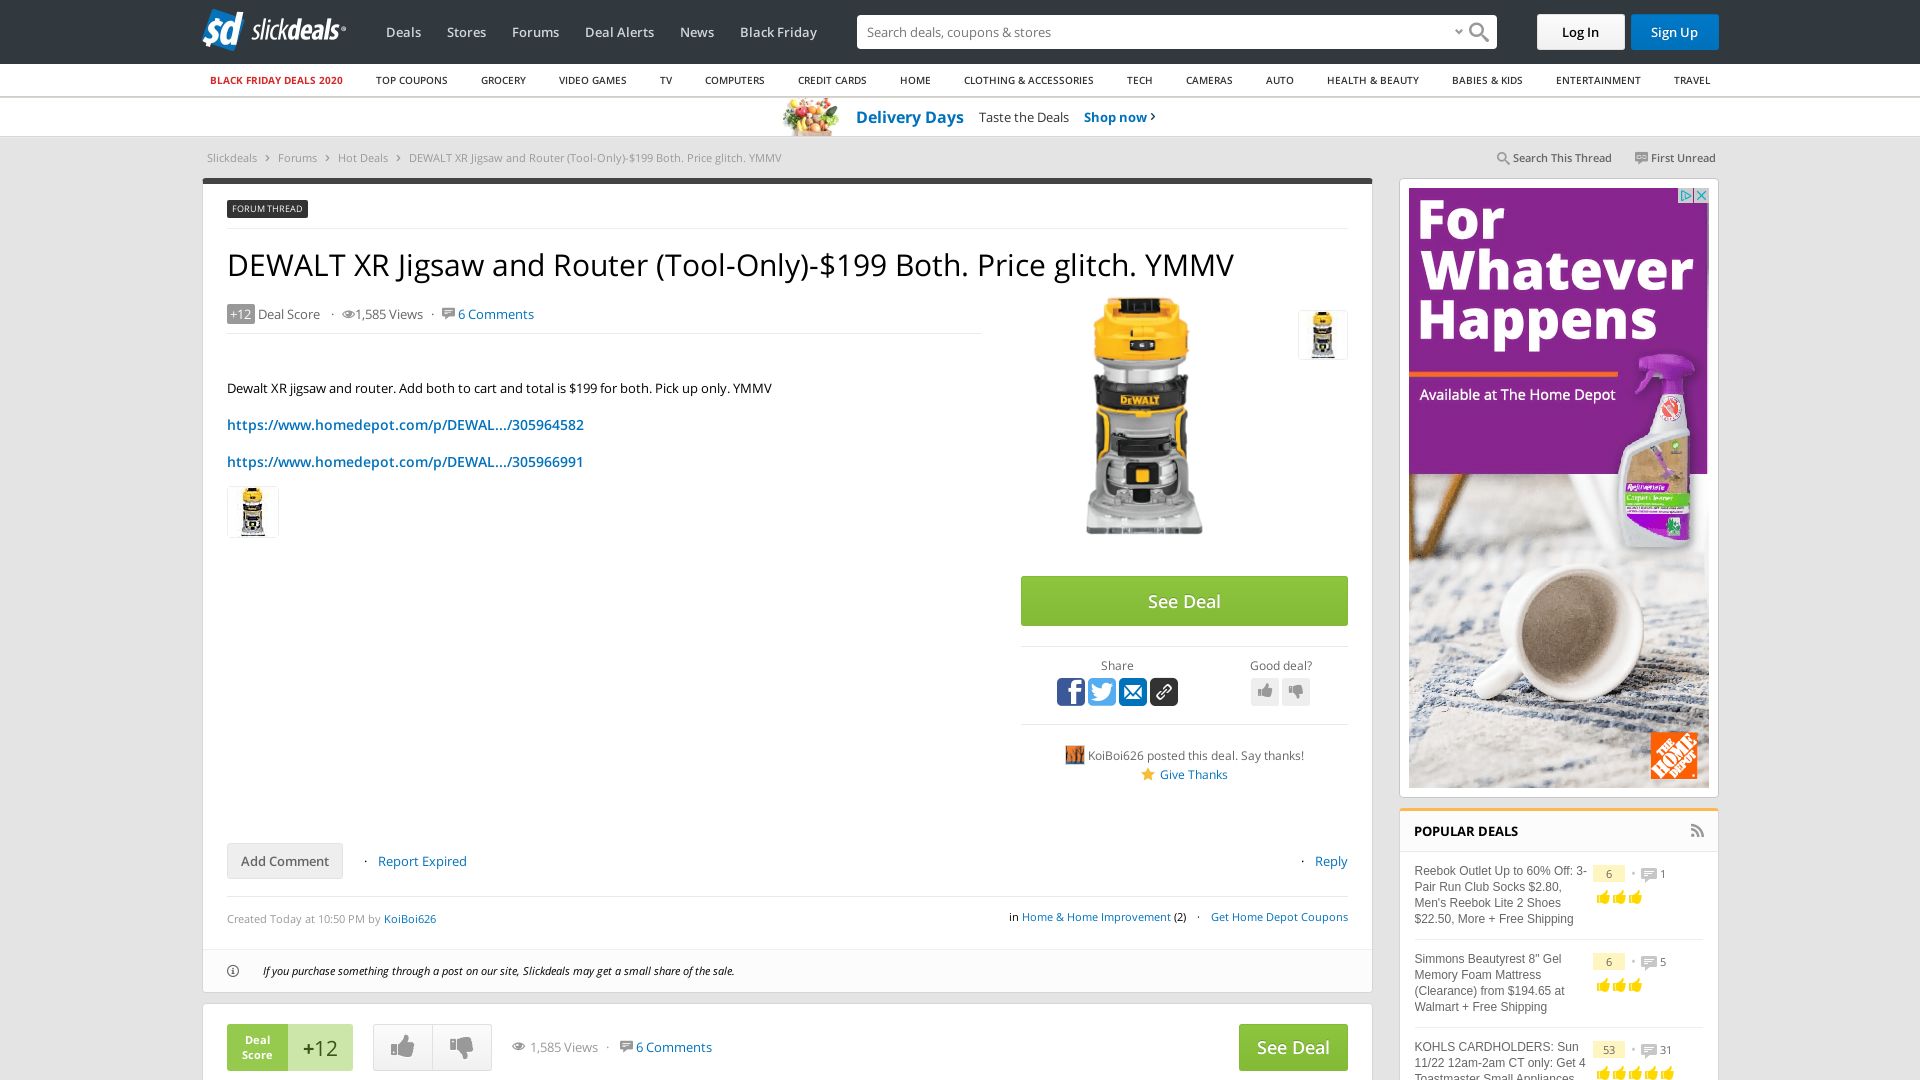 slickdeals
Deals
Stores
Forums
Deal Alerts
News
Black Friday
Search deals, coupons & stores
Log In
Sign Up
BLACK FRIDAY DEALS 2020
TOP COUPONS
GROCERY
VIDEO GAMES
TV
COMPUTERS
CREDIT CARDS
HOME
CLOTHING & ACCESSORIES
TECH
CAMERAS
AUTO
HEALTH & BEAUTY
BABIES & KIDS
ENTERTAINMENT
TRAVEL
Delivery Days Taste the Deals Shop now ›
Slickdeals › Forums › Hot Deals › DEWALT XR Jigsaw and Router (Tool-Only)-$199 Both. Price glitch. YMMV
Search This Thread
First Unread
FORUM THREAD
DEWALT XR Jigsaw and Router (Tool-Only)-$199 Both. Price glitch. YMMV
+12 Deal Score · 1,585 Views · 6 Comments
Dewalt XR jigsaw and router. Add both to cart and total is $199 for both. Pick up only. YMMV
https://www.homedepot.com/p/DEWAL.../305964582
https://www.homedepot.com/p/DEWAL.../305966991
DEWALT
See Deal
Share
Good deal?
KoiBoi626 posted this deal. Say thanks!
Give Thanks
Add Comment
· Report Expired
· Reply
Created Today at 10:50 PM by KoiBoi626
in Home & Home Improvement (2) · Get Home Depot Coupons
If you purchase something through a post on our site, Slickdeals may get a small share of the sale.
Deal
Score
+12
1,585 Views · 6 Comments
See Deal
For
Whatever
Happens
Available at The Home Depot
Rejuvenate
Carpet Cleaner
THE
HOME
DEPOT
POPULAR DEALS
Reebok Outlet Up to 60% Off: 3-
Pair Run Club Socks $2.80,
Men's Reebok Lite 2 Shoes
$22.50, More + Free Shipping
6 • 1
Simmons Beautyrest 8" Gel
Memory Foam Mattress
(Clearance) from $194.65 at
Walmart + Free Shipping
6 • 5
KOHLS CARDHOLDERS: Sun
11/22 12am-2am CT only: Get 4
Toastmaster Small Appliances
53 • 31